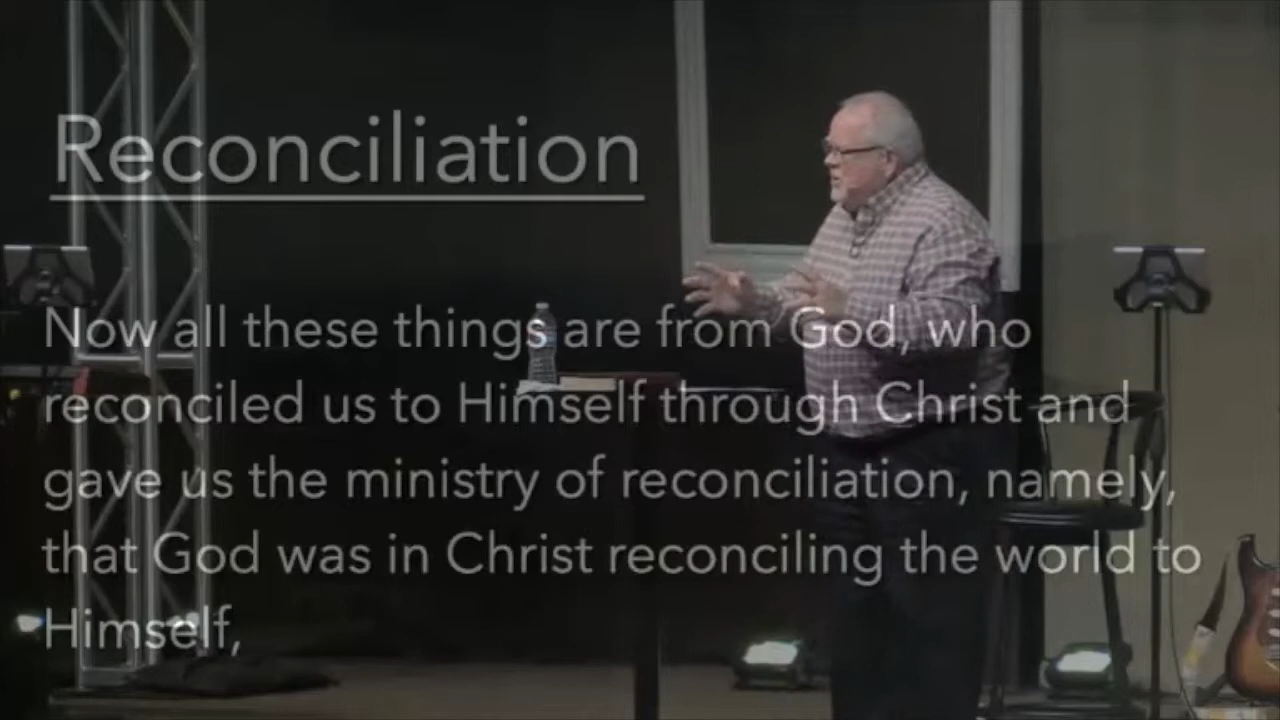 Reconciliation
Now all these things are from God, who
reconciled us to Himself through Christ and
gave us the ministry of reconciliation, namely,
that God was in Christ reconciling the world to
Himself,